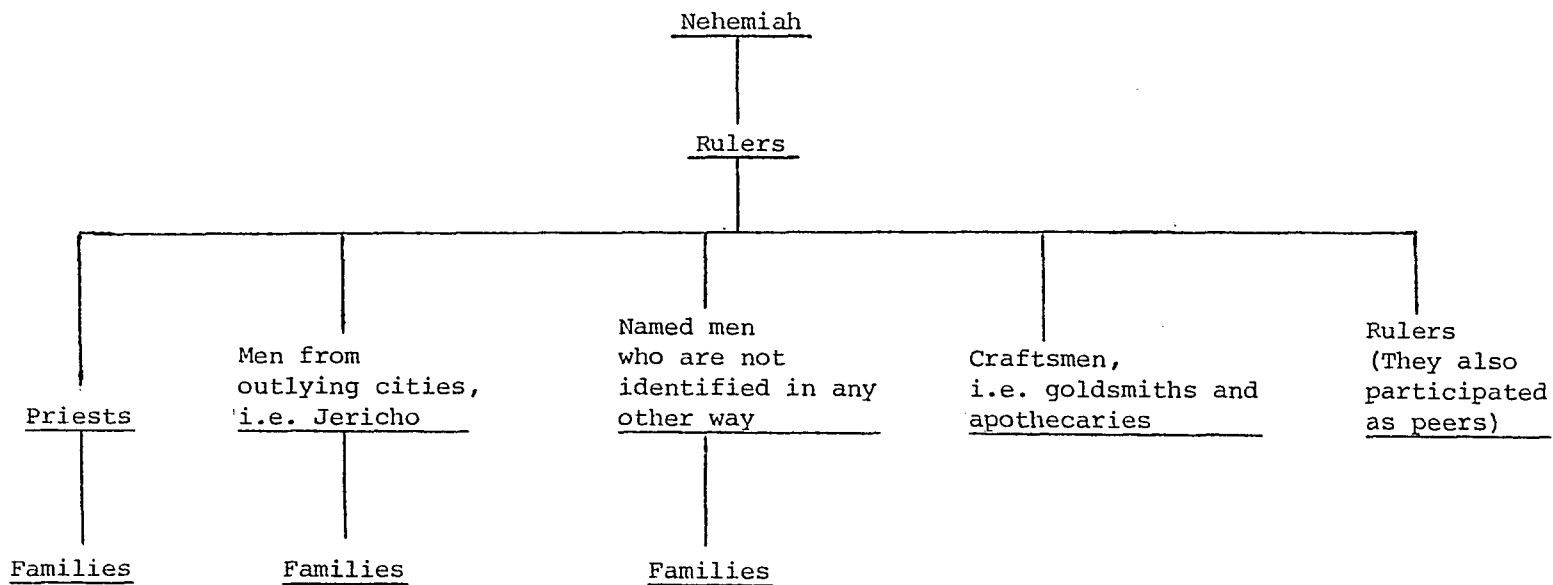 Nehemiah
Rulers
Priests
Men from
outlying cities,
i.e. Jericho
Named men
who are not
identified in any
other way
Craftsmen,
i.e. goldsmiths and
apothecaries
Rulers
(They also
participated
as peers)
Families
Families
Families